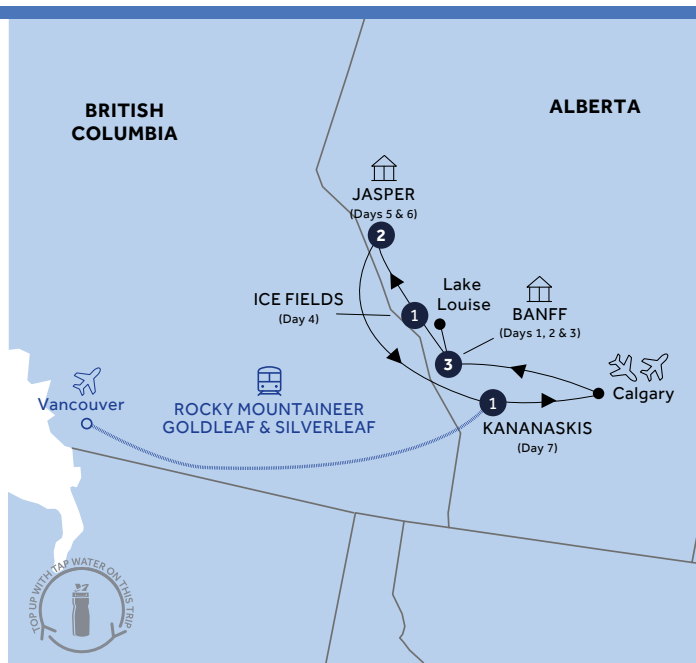 BRITISH
COLUMBIA
ALBERTA
JASPER
(Days 5 & 6)
2
Lake
Louise
ICE FIELDS
(Day 4)
1
BANFF
(Days 1, 2 & 3)
3
Calgary
Vancouver
ROCKY MOUNTAINEER
GOLDLEAF & SILVERLEAF
1
KANANASKIS
(Day 7)
TOP UP WITH TAP WATER ON THIS TRIP